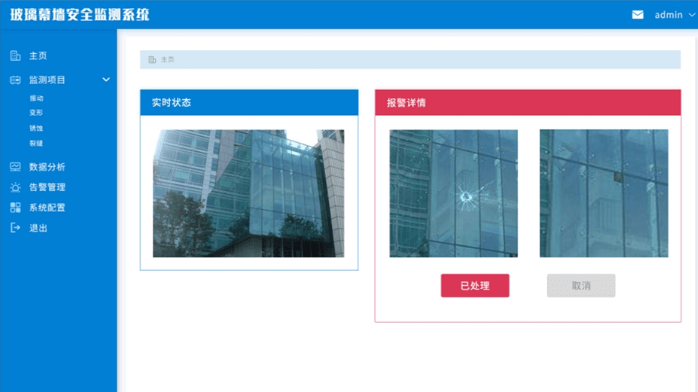 玻璃幕墙安全监测系统
admin
主页
监测项目
振动
变形
锈蚀
裂缝
数据分析
告警管理
系统配置
退出
主页
实时状态
报警详情
已处理
取消